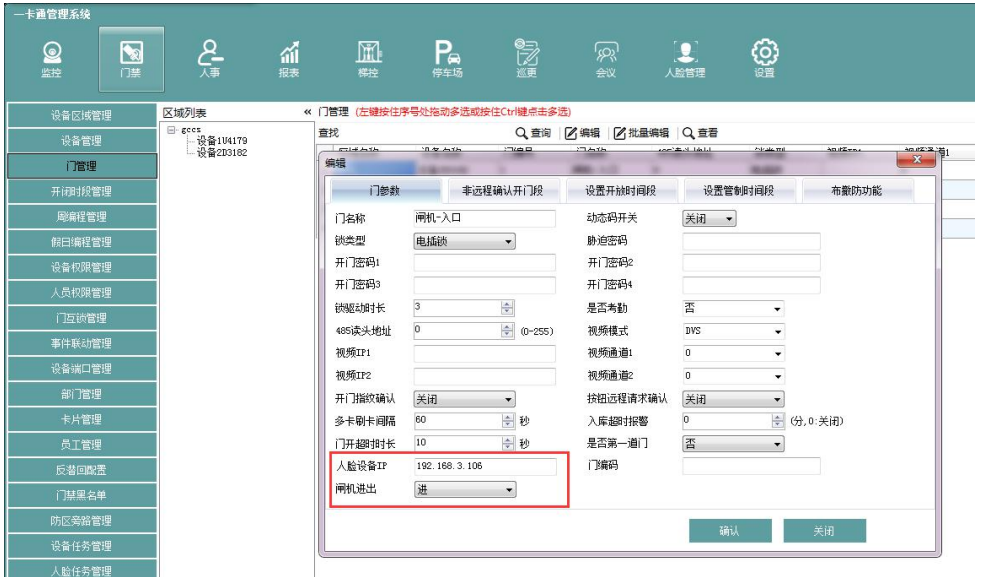 一卡通管理系统
监控 门禁 人事 报表 梯控 停车场 巡更 会议 人脸管理 设置
设备区域管理
设备管理
门管理
开闭时段管理
周编程管理
假日编程管理
设备权限管理
人员权限管理
门互锁管理
事件联动管理
设备端口管理
部门管理
卡片管理
员工管理
反潜回配置
门禁黑名单
防区旁路管理
设备任务管理
人脸任务管理
区域列表 «
gccs
设备1U4179
设备2D3182
门管理 (左键按住序号处拖动多选或按住Ctrl键点击多选)
查找 查询 编辑 批量编辑 查看
编辑
门参数 非远程确认开门段 设置开放时间段 设置管制时间段 布撤防功能
门名称 闸机-入口 动态码开关 关闭
锁类型 电插锁 胁迫密码
开门密码1 开门密码2
开门密码3 开门密码4
锁驱动时长 3 是否考勤 否
485读头地址 0 (0-255) 视频模式 DVS
视频IP1 视频通道1 0
视频IP2 视频通道2 0
开门指纹确认 关闭 按钮远程请求确认 关闭
多卡刷卡间隔 60 秒 入库超时报警 0 (分,0:关闭)
门开超时时长 10 秒 是否第一道门 否
人脸设备IP 192.168.3.106 门编码
闸机进出 进
确认 关闭